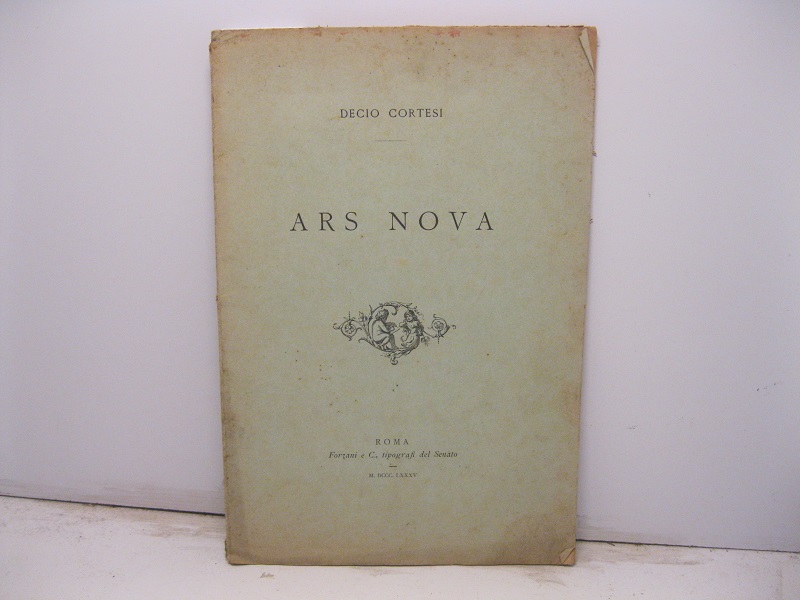 DECIO CORTESI
ARS NOVA
ROMA
Forzani e C., tipografi del Senato
M. DCCC. LXXXV